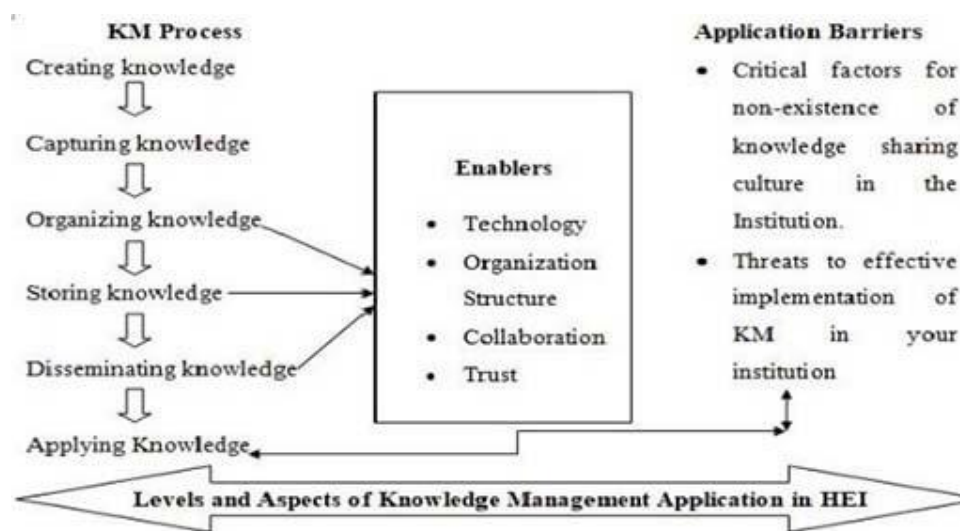 KM Process
Creating knowledge
Capturing knowledge
Organizing knowledge
Storing knowledge
Disseminating knowledge
Applying Knowledge
Enablers
• Technology
• Organization
Structure
• Collaboration
• Trust
Application Barriers
• Critical factors for
non-existence of
knowledge sharing
culture in the
Institution.
• Threats to effective
implementation of
KM in your
institution
Levels and Aspects of Knowledge Management Application in HEI